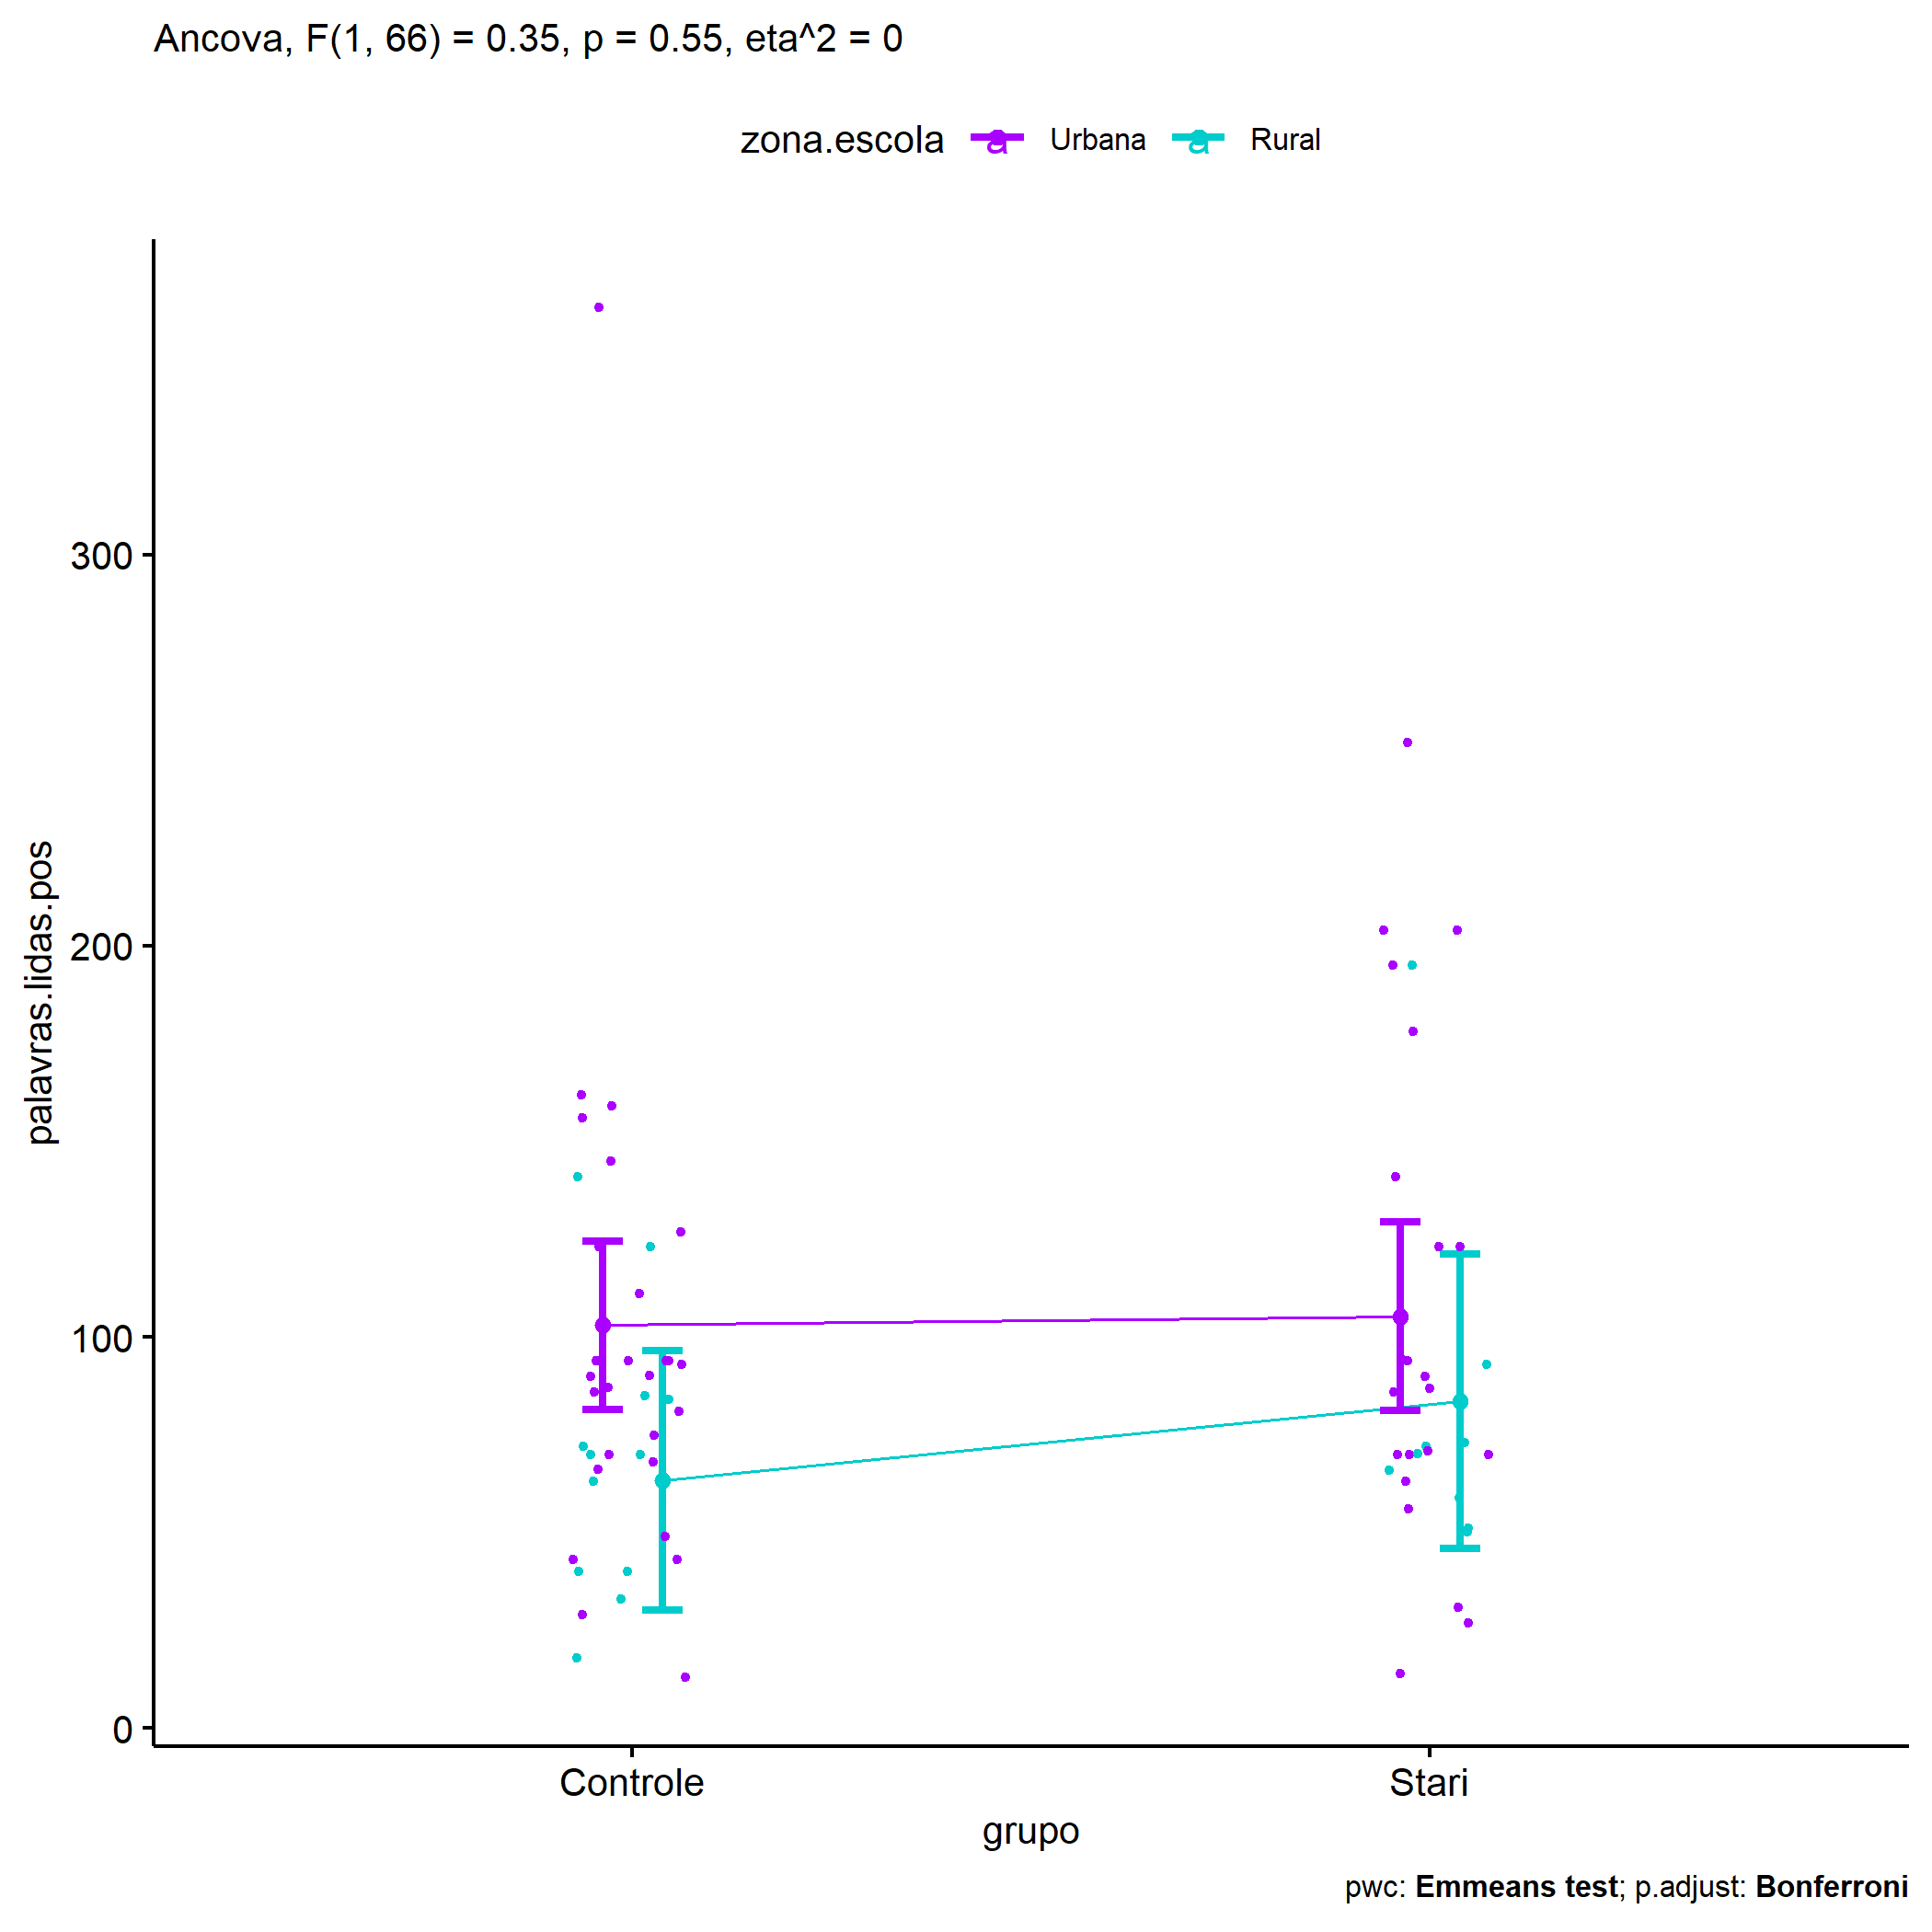 Ancova, F(1, 66) = 0.35, p = 0.55, eta^2 = 0
zona.escola a Urbana a Rural
palavras.lidas.pos
300
200
100
0
Controle Stari
grupo
pwc: Emmeans test; p.adjust: Bonferroni